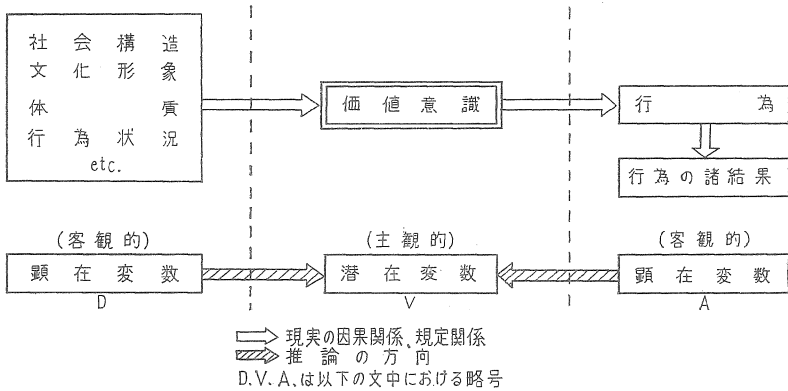 社会構造
文化形象
体質
行為状況
etc.
価値意識
行為
行為の諸結果
(客観的)
(主観的)
(客観的)
顕在変数
潜在変数
顕在変数
D
V
A
現実の因果関係、規定関係
推論の方向
D.V.A.は以下の文中における略号